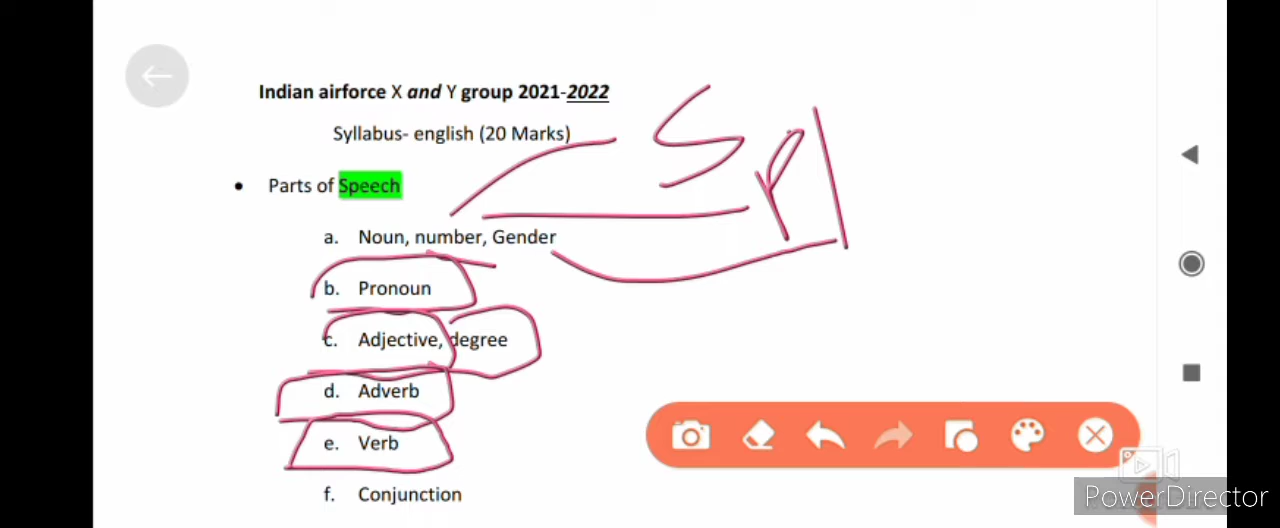 Indian airforce X and Y group 2021-2022
Syllabus- english (20 Marks)
• Parts of Speech
a. Noun, number, Gender
b. Pronoun
c. Adjective, degree
d. Adverb
e. Verb
f. Conjunction
S
Pl
PowerDirector